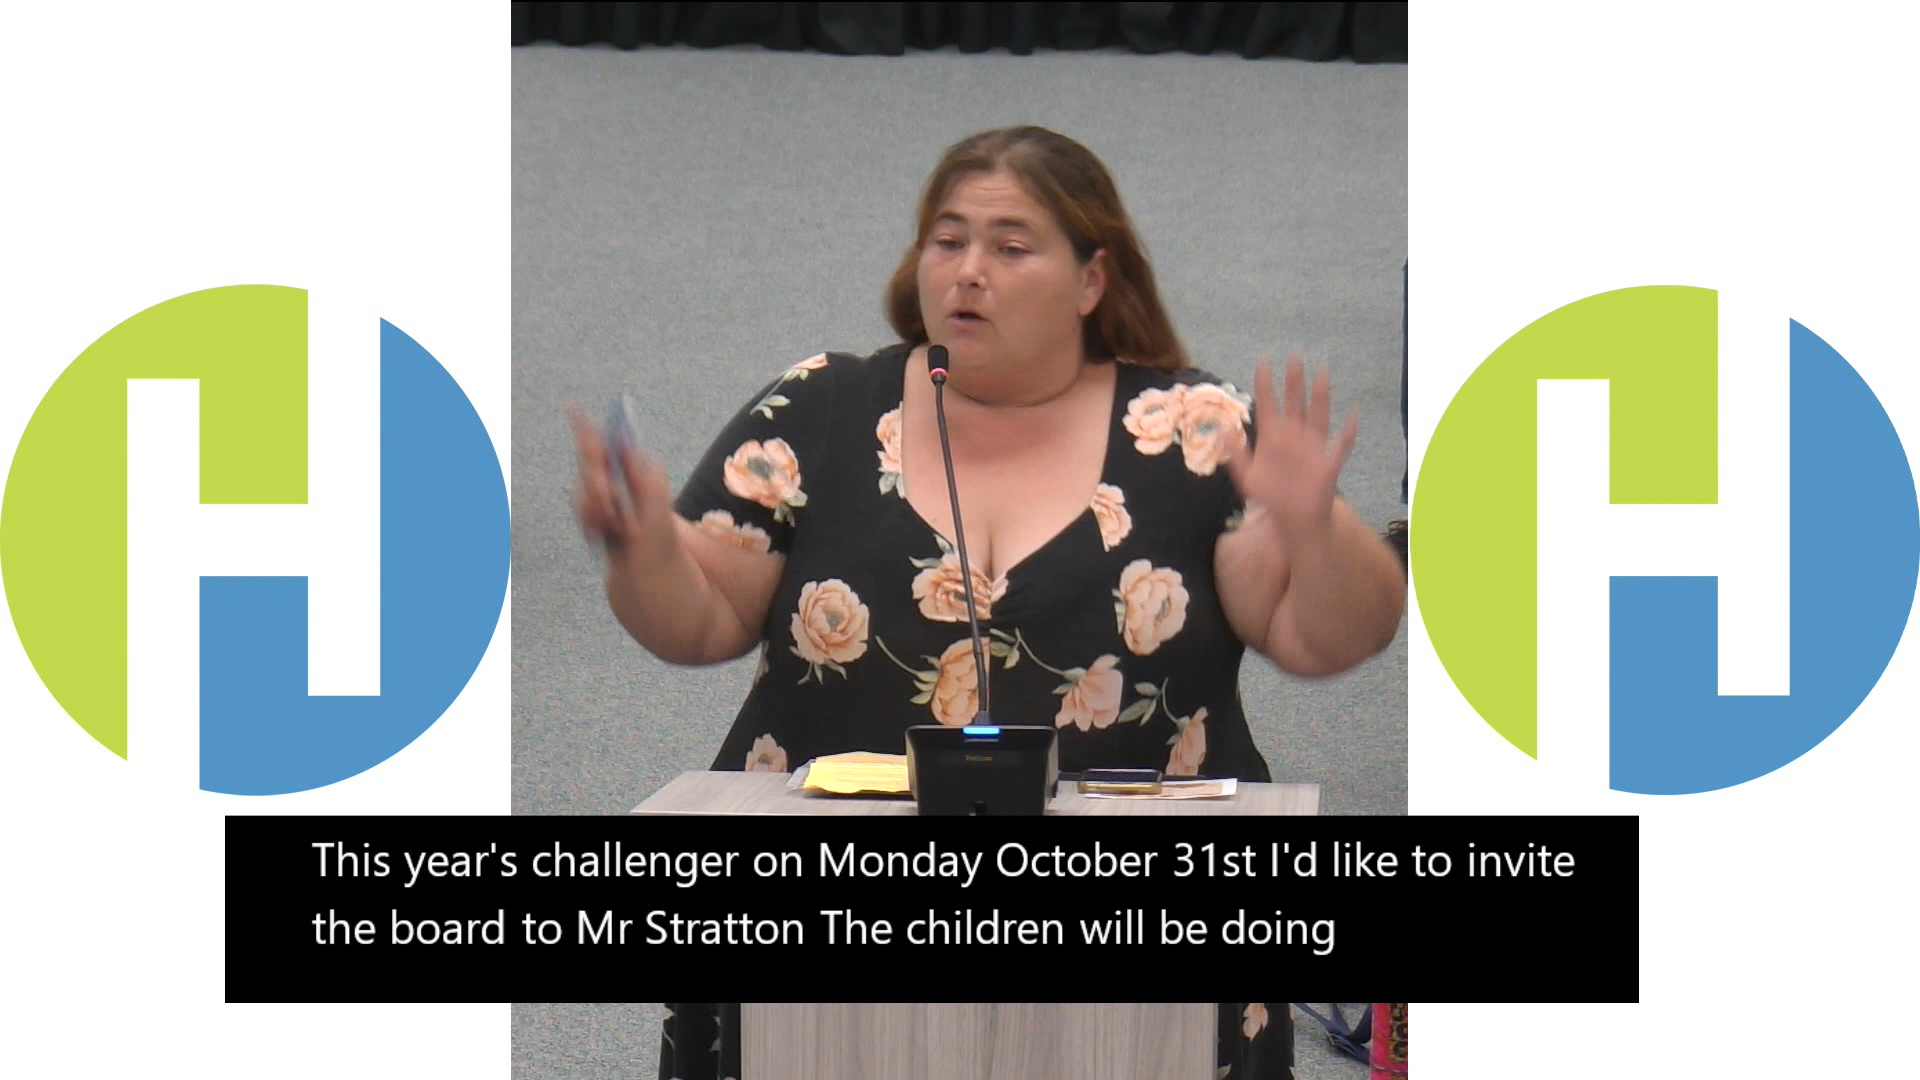 This year's challenger on Monday October 31st I'd like to invite
the board to Mr Stratton The children will be doing